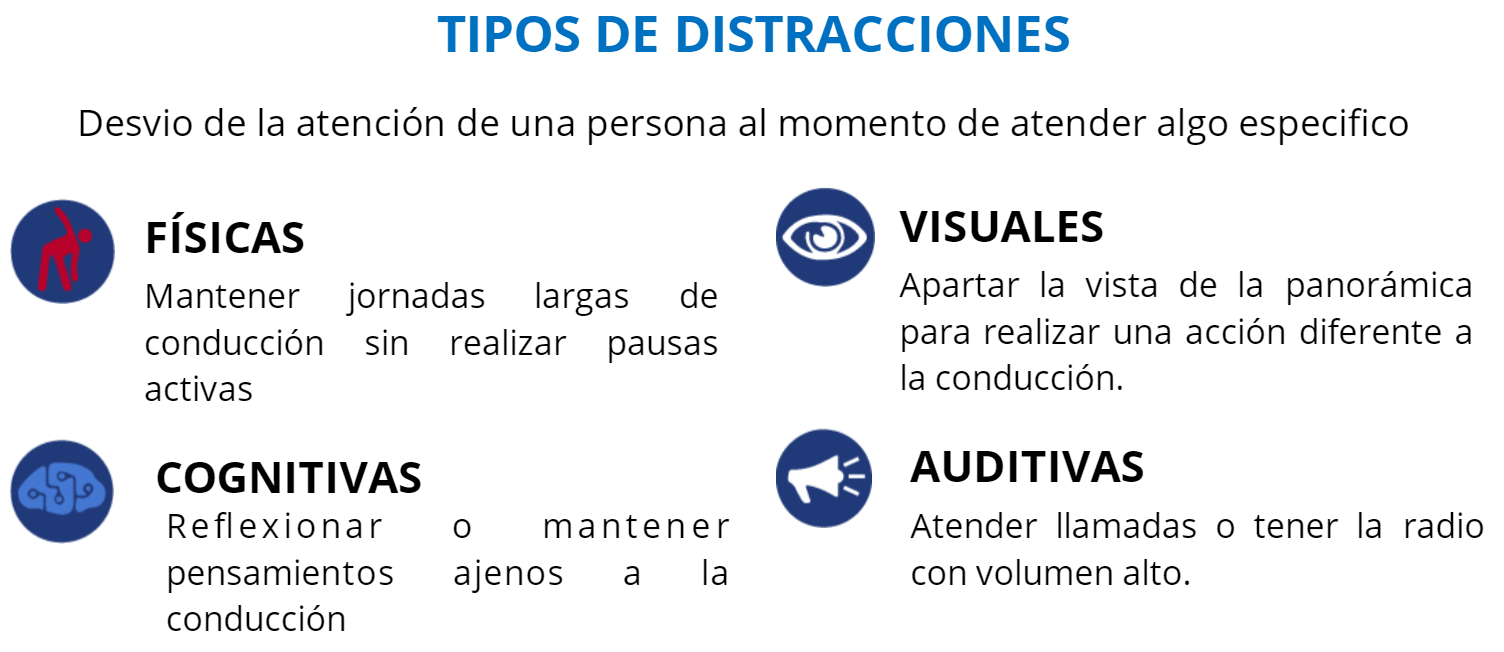 TIPOS DE DISTRACCIONES
Desvio de la atención de una persona al momento de atender algo especifico
FÍSICAS
Mantener jornadas largas de
conducción sin realizar pausas
activas
VISUALES
Apartar la vista de la panorámica
para realizar una acción diferente a
la conducción.
COGNITIVAS
Reflexionar o mantener
pensamientos ajenos a la
conducción
AUDITIVAS
Atender llamadas o tener la radio
con volumen alto.